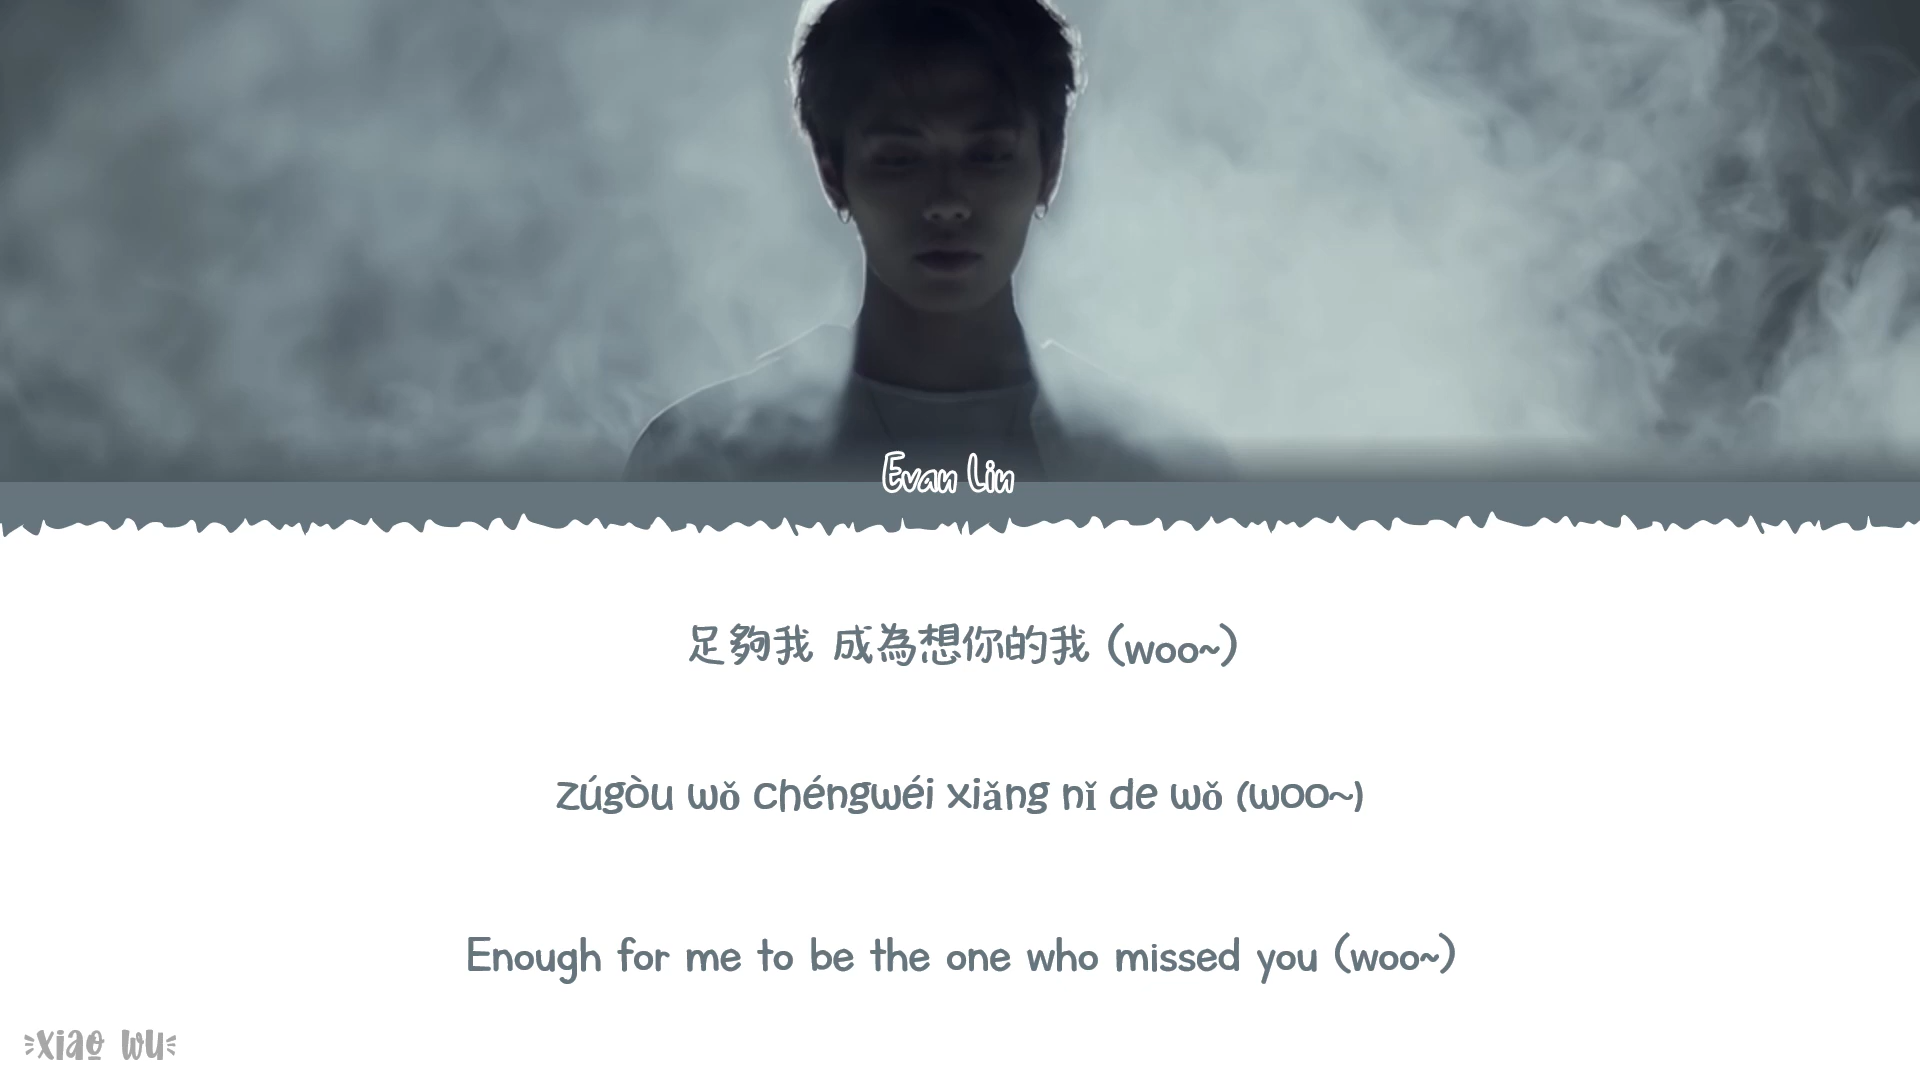 Evan Lin
足夠我 成為想你的我 (woo~)
zúgòu wǒ chéngwéi xiǎng nǐ de wǒ (woo~)
Enough for me to be the one who missed you (woo~)
xiao wu